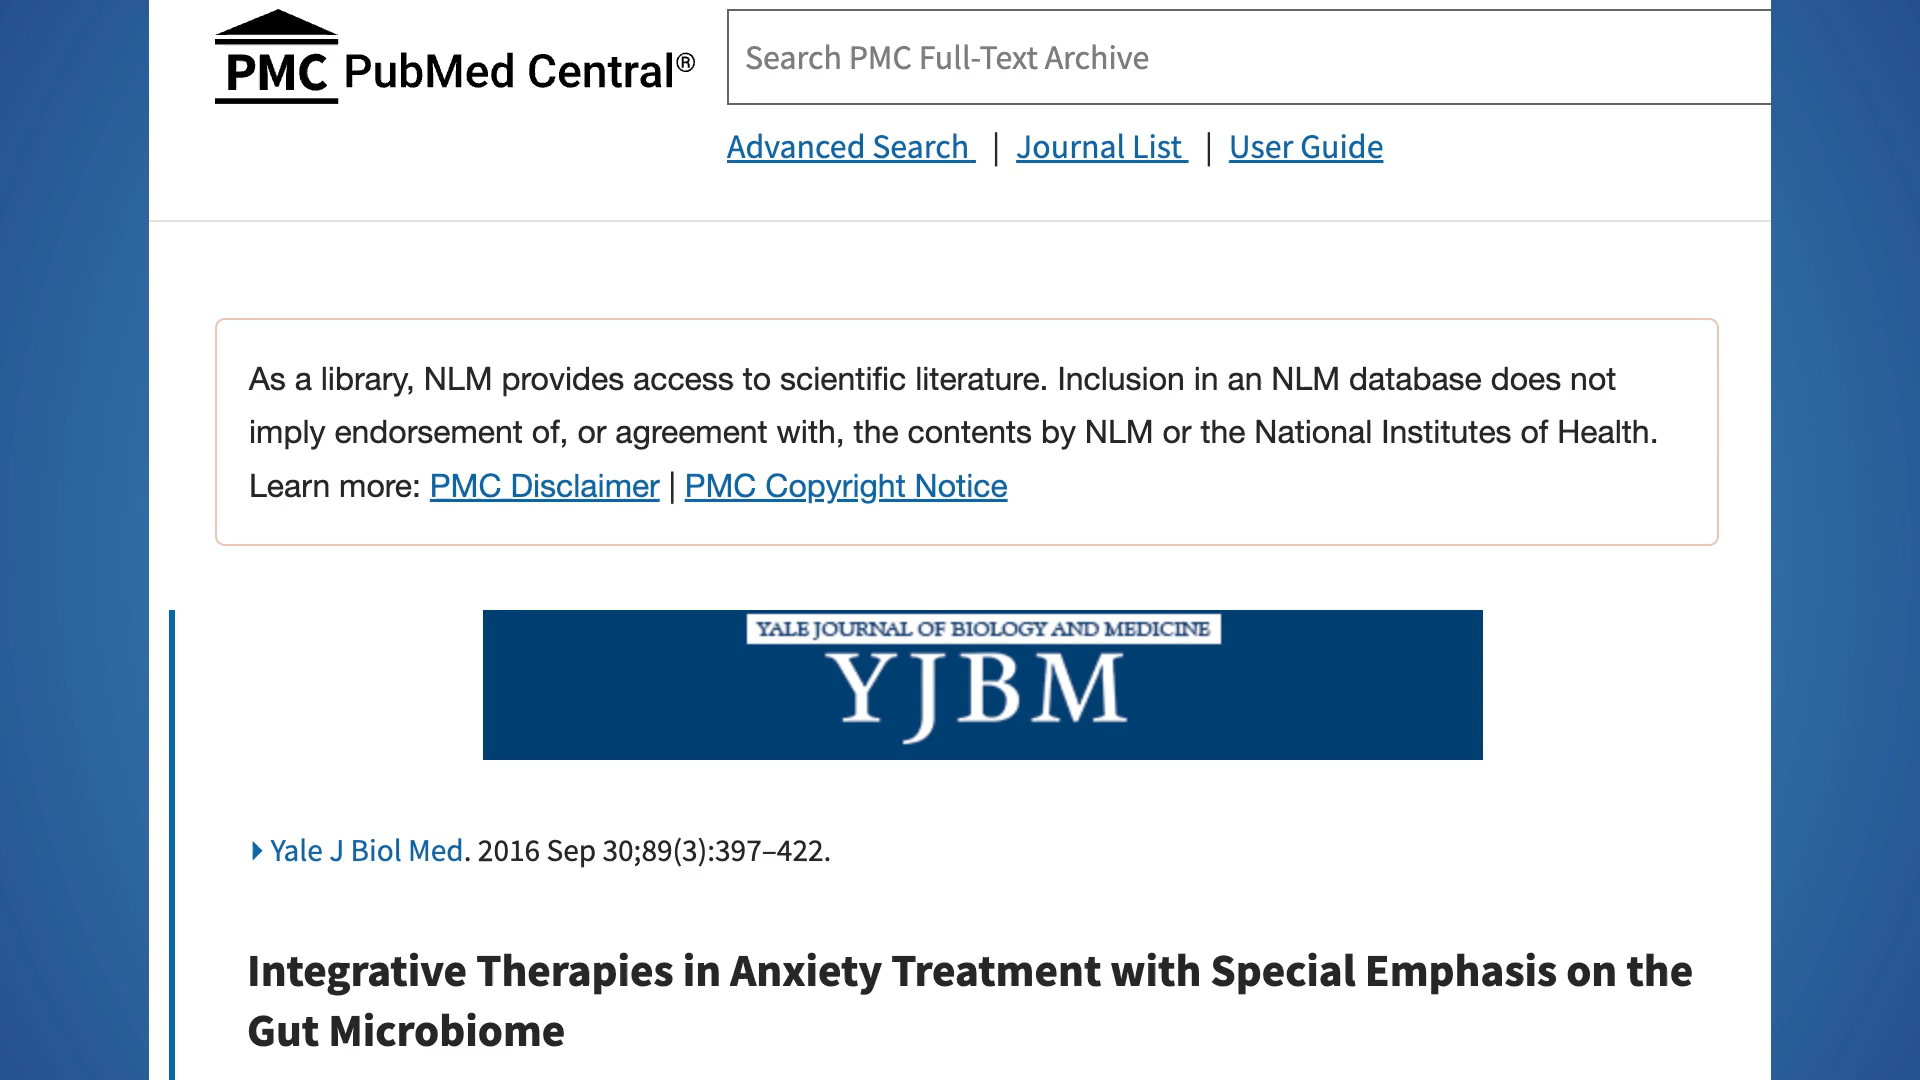 PMC PubMed Central®
Search PMC Full-Text Archive
Advanced Search | Journal List | User Guide
As a library, NLM provides access to scientific literature. Inclusion in an NLM database does not
imply endorsement of, or agreement with, the contents by NLM or the National Institutes of Health.
Learn more: PMC Disclaimer | PMC Copyright Notice
YALE JOURNAL OF BIOLOGY AND MEDICINE
YJBM
Yale J Biol Med. 2016 Sep 30;89(3):397–422.
Integrative Therapies in Anxiety Treatment with Special Emphasis on the
Gut Microbiome